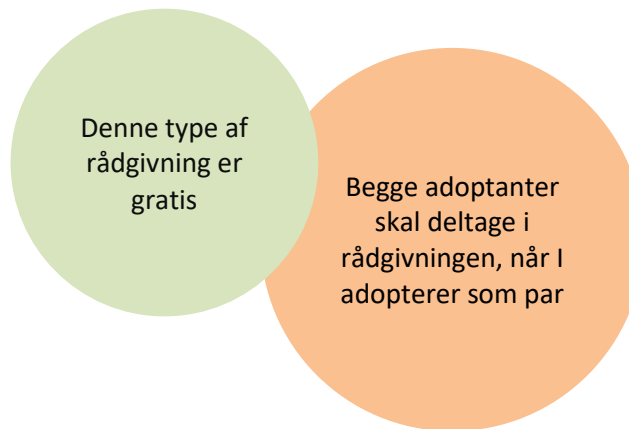 Denne type af
rådgivning er
gratis
Begge adoptanter
skal deltage i
rådgivningen, når I
adopterer som par